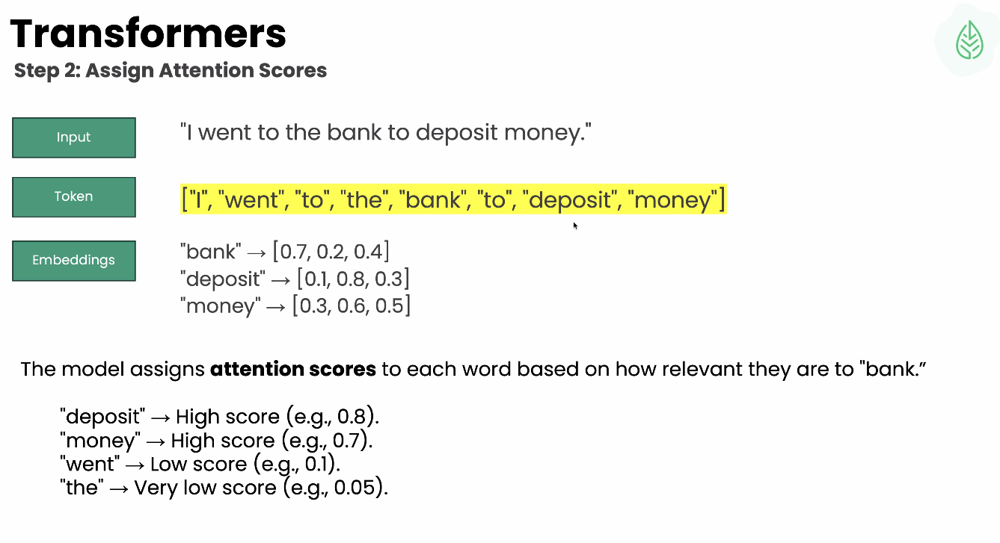 Transformers
Step 2: Assign Attention Scores
Input
"I went to the bank to deposit money."
Token
["I", "went", "to", "the", "bank", "to", "deposit", "money"]
Embeddings
"bank" → [0.7, 0.2, 0.4]
"deposit" → [0.1, 0.8, 0.3]
"money" → [0.3, 0.6, 0.5]
The model assigns attention scores to each word based on how relevant they are to "bank.”
"deposit" → High score (e.g., 0.8).
"money" → High score (e.g., 0.7).
"went" → Low score (e.g., 0.1).
"the" → Very low score (e.g., 0.05).